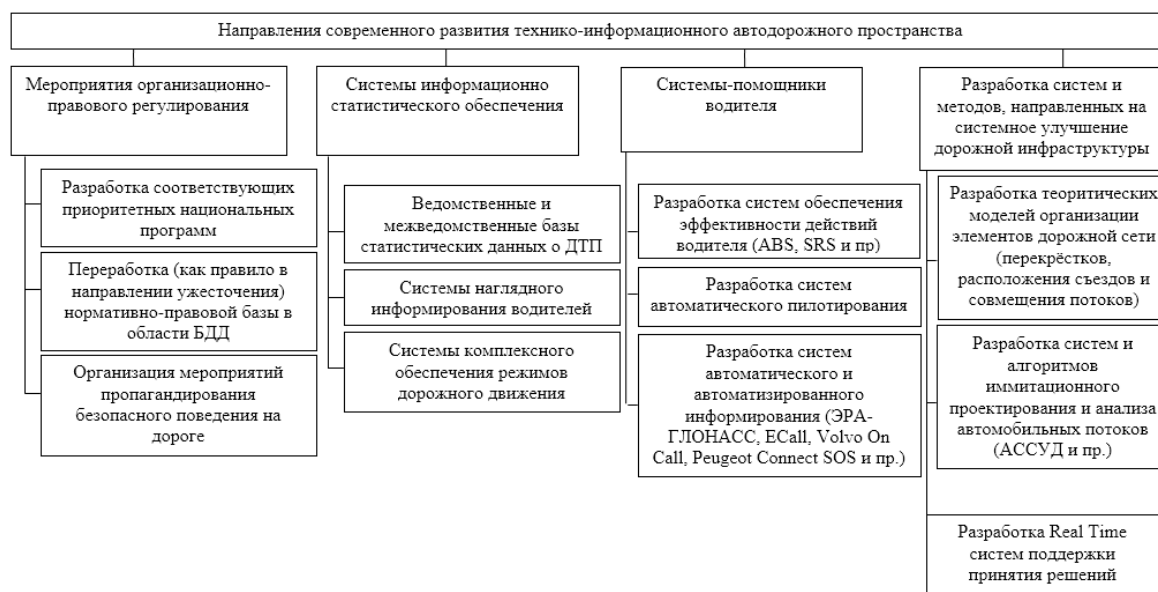 Направления современного развития технико-информационного автодорожного пространства
Мероприятия организационно-
правового регулирования
Разработка соответствующих
приоритетных национальных
программ
Переработка (как правило в
направлении ужесточения)
нормативно-правовой базы в
области БДД
Организация мероприятий
пропагандирования
безопасного поведения на
дороге
Системы информационно
статистического обеспечения
Ведомственные и
межведомственные базы
статистических данных о ДТП
Системы наглядного
информирования водителей
Системы комплексного
обеспечения режимов
дорожного движения
Системы-помощники
водителя
Разработка систем обеспечения
эффективности действий
водителя (ABS, SRS и пр)
Разработка систем
автоматического пилотирования
Разработка систем
автоматического и
автоматизированного
информирования (ЭРА-
ГЛОНАСС, ECall, Volvo On
Call, Peugeot Connect SOS и пр.)
Разработка систем и
методов, направленных на
системное улучшение
дорожной инфраструктуры
Разработка теоритических
моделей организации
элементов дорожной сети
(перекрёстков,
расположения съездов и
совмещения потоков)
Разработка систем и
алгоритмов
иммитационного
проектирования и анализа
автомобильных потоков
(АССУД и пр.)
Разработка Real Time
систем поддержки
принятия решений